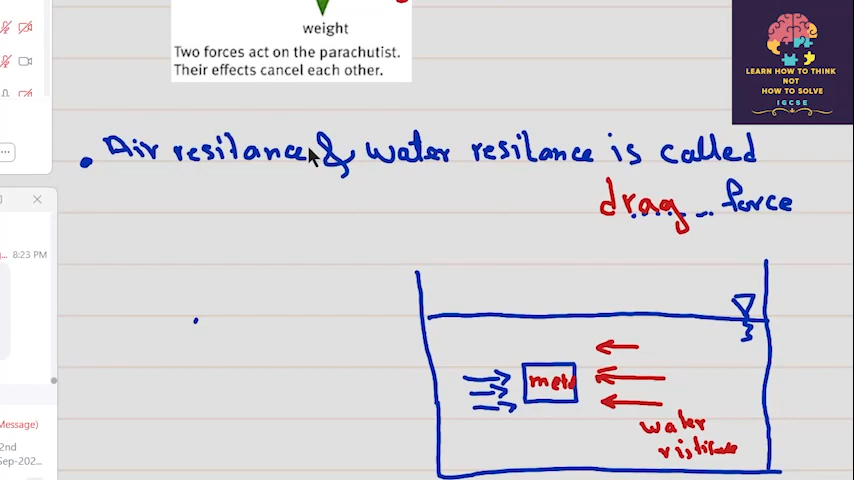 weight
Two forces act on the parachutist.
Their effects cancel each other.
LEARN HOW TO THINK
NOT
HOW TO SOLVE
IGCSE
. Air resitance & water resitance is called
drag force
8:23 PM
metal
water
Message)
2nd
Sep-202...